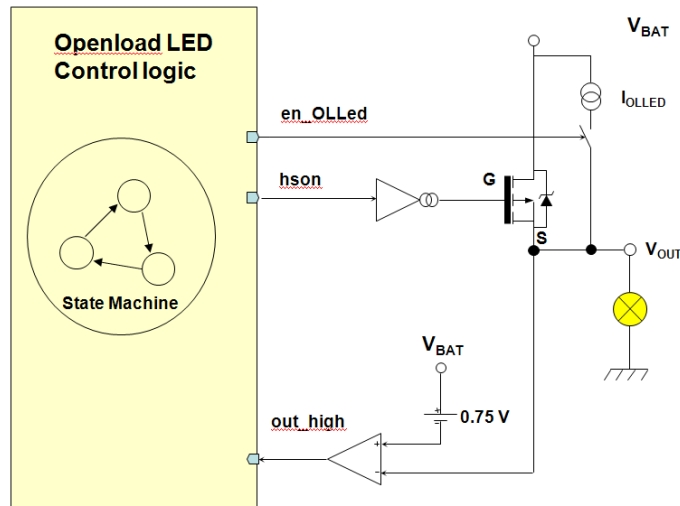 Openload LED
Control logic
V_BAT
I_OLLED
en_OLLed
hson
G
S
V_OUT
State Machine
V_BAT
0.75 V
out_high
+
-
+
-